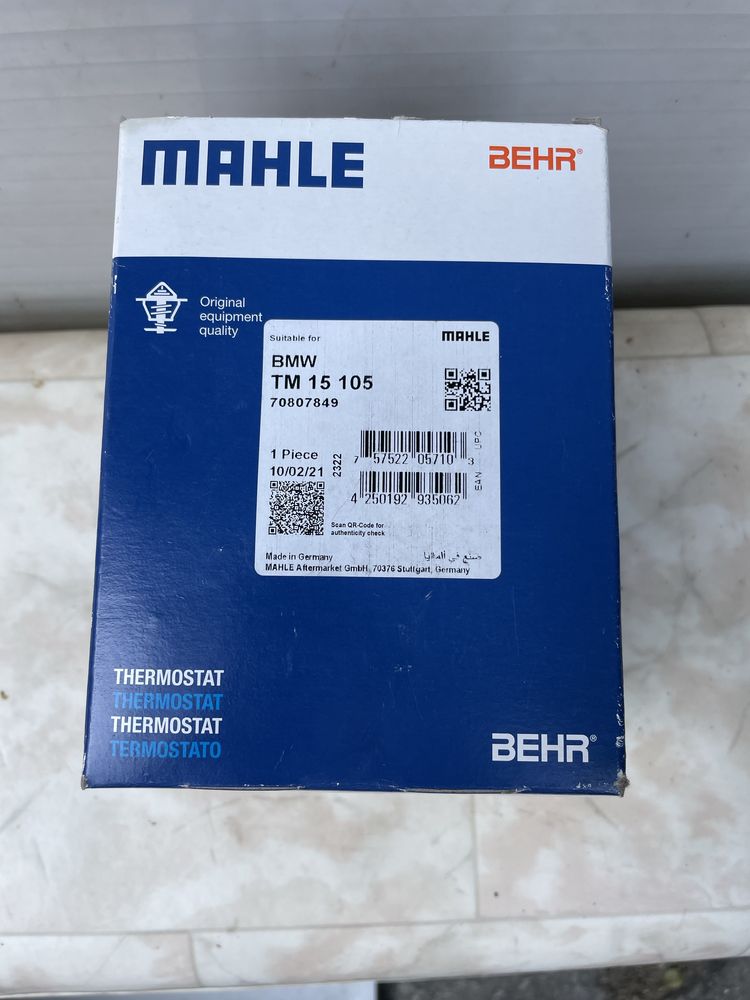 MAHLE
BEHR®
Original
equipment
quality
Suitable for
MAHLE
BMW
TM 15 105
70807849
1 Piece
10/02/21
2322
7 57522 05710 3
UPC
4 250192 935062
EAN
Scan QR-Code for
authenticity check
Made in Germany
صنع في ألمانيا
MAHLE Aftermarket GmbH, 70376 Stuttgart, Germany
THERMOSTAT
THERMOSTAT
THERMOSTAT
TERMOSTATO
BEHR®